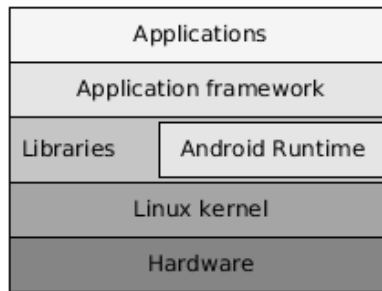 Applications
Application framework
Libraries Android Runtime
Linux kernel
Hardware